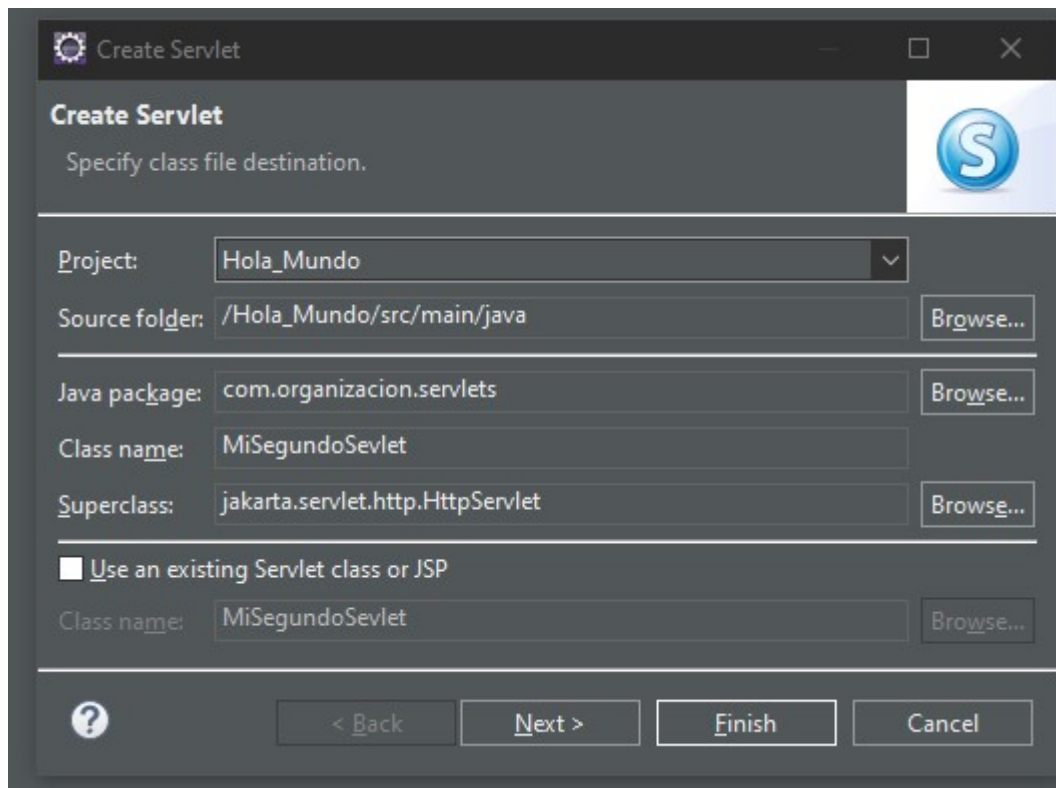 Create Servlet
Create Servlet
Specify class file destination.
S
Project: Hola_Mundo
Source folder: /Hola_Mundo/src/main/java Browse...
Java package: com.organizacion.servlets Browse...
Class name: MiSegundoSevlet
Superclass: jakarta.servlet.http.HttpServlet Browse...
Use an existing Servlet class or JSP
Class name: MiSegundoSevlet Browse...
? < Back Next > Finish Cancel